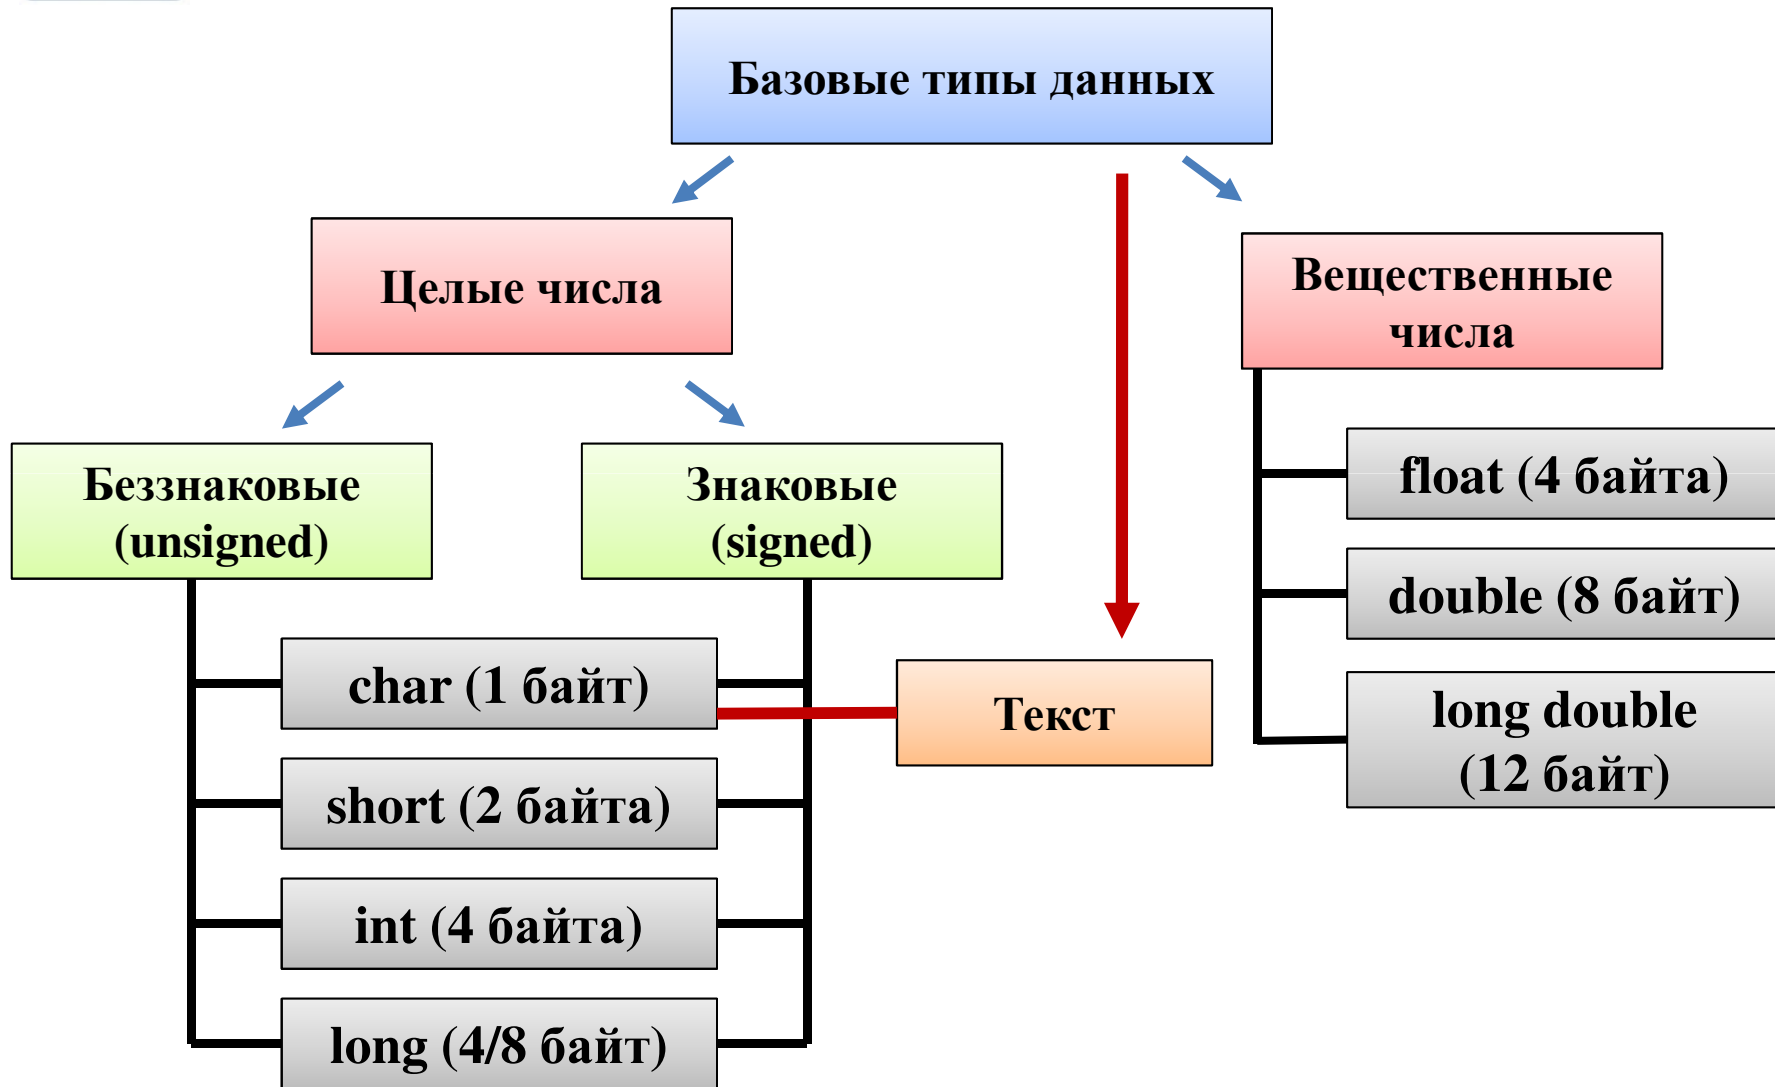 Базовые типы данных
Целые числа
Вещественные
числа
Беззнаковые
(unsigned)
Знаковые
(signed)
float (4 байта)
double (8 байт)
long double
(12 байт)
char (1 байт)
Текст
short (2 байта)
int (4 байта)
long (4/8 байт)